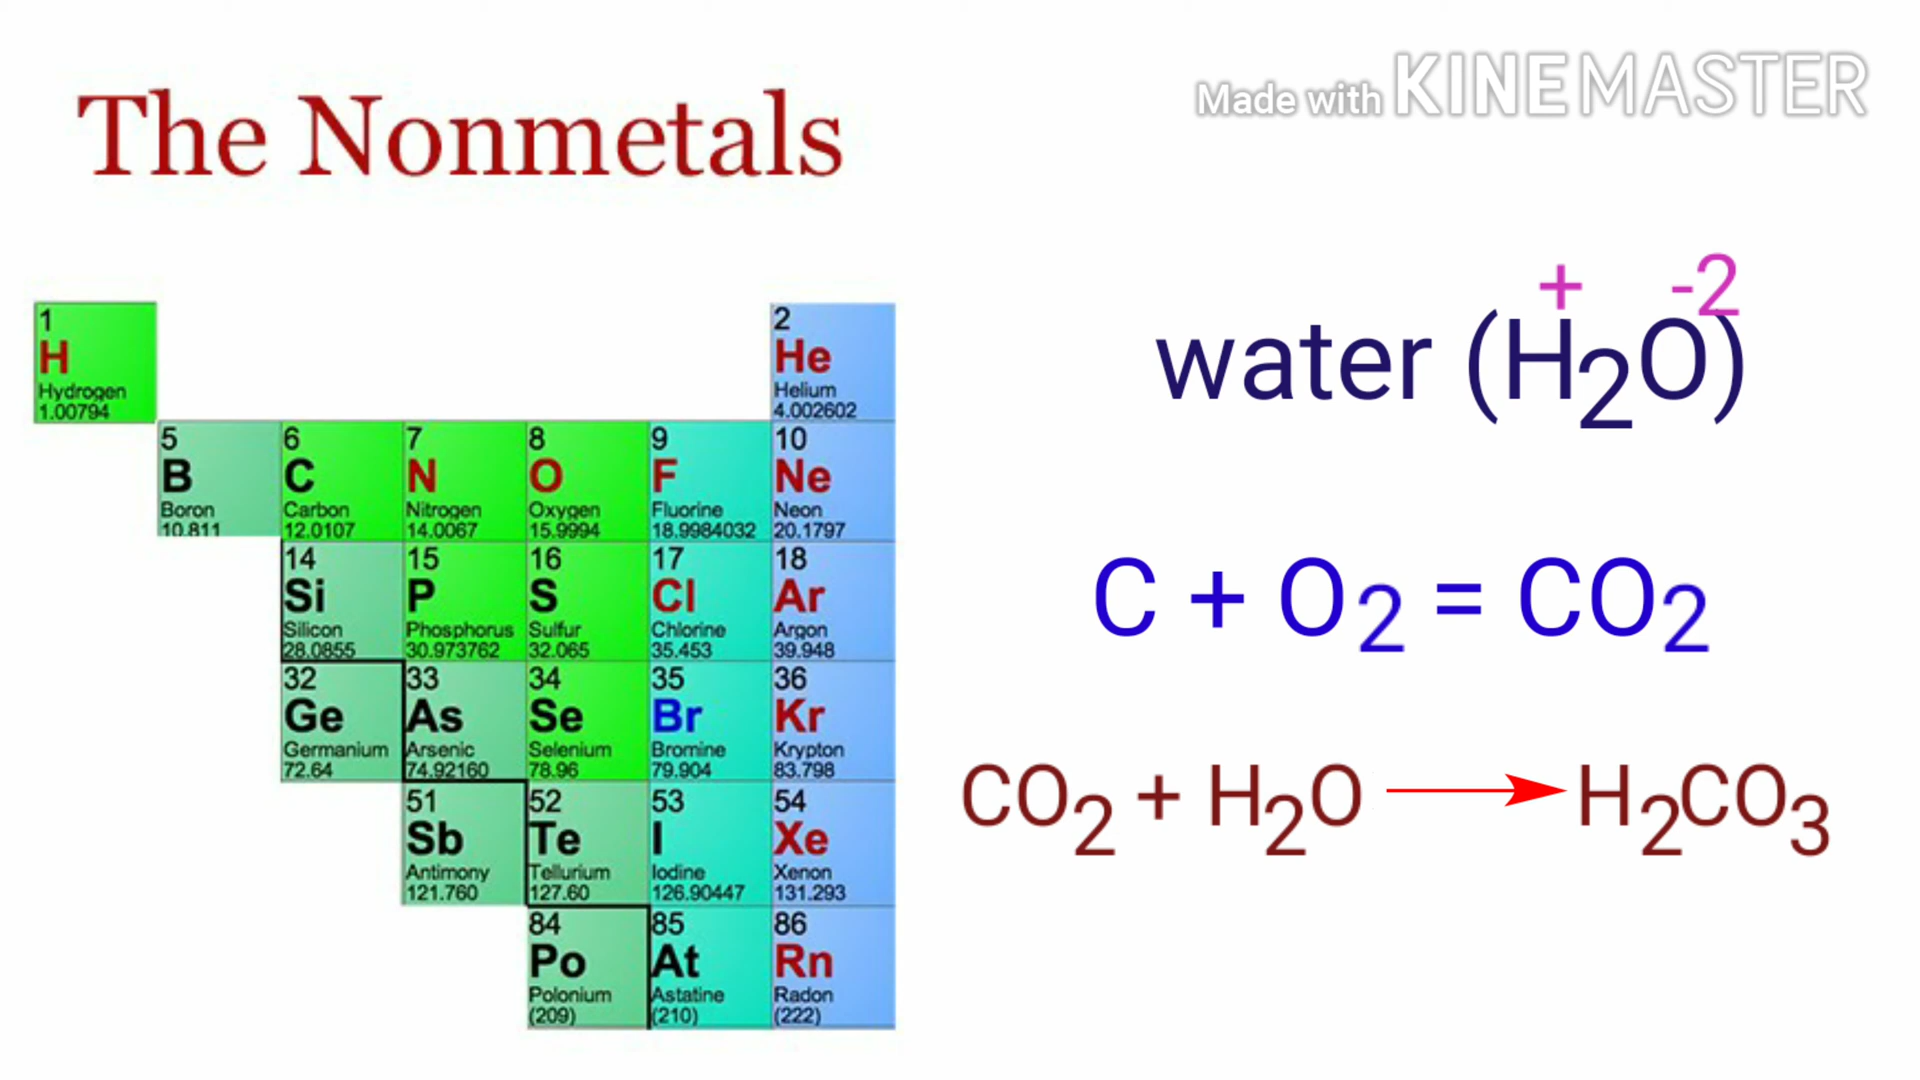 The Nonmetals
Made with KINEMASTER
1
H
Hydrogen
1.00794
2
He
Helium
4.002602
5
B
Boron
10.811
6
C
Carbon
12.0107
7
N
Nitrogen
14.0067
8
O
Oxygen
15.9994
9
F
Fluorine
18.9984032
10
Ne
Neon
20.1797
14
Si
Silicon
28.0855
15
P
Phosphorus
30.973762
16
S
Sulfur
32.065
17
Cl
Chlorine
35.453
18
Ar
Argon
39.948
32
Ge
Germanium
72.64
33
As
Arsenic
74.92160
34
Se
Selenium
78.96
35
Br
Bromine
79.904
36
Kr
Krypton
83.798
51
Sb
Antimony
121.760
52
Te
Tellurium
127.60
53
I
Iodine
126.90447
54
Xe
Xenon
131.293
84
Po
Polonium
(209)
85
At
Astatine
(210)
86
Rn
Radon
(222)
+ -2
water (H₂O)
C + O₂ = CO₂
CO₂ + H₂O → H₂CO₃